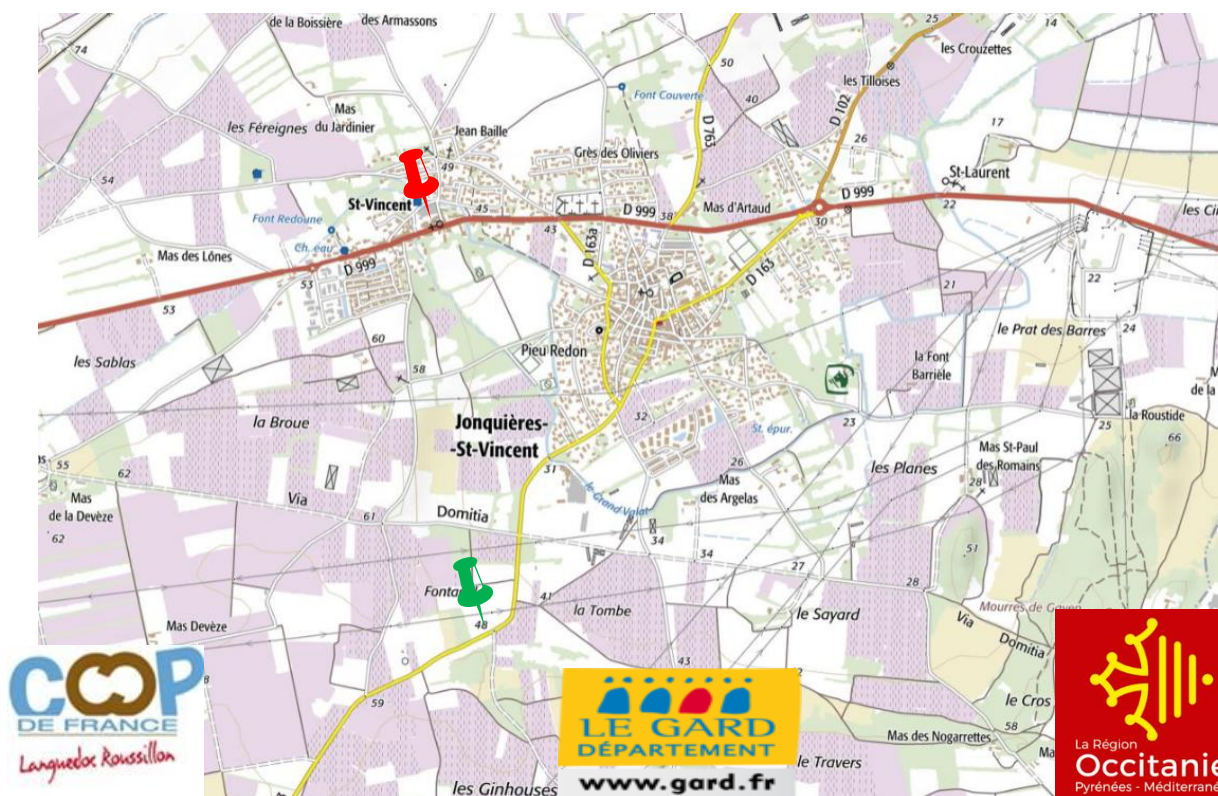 de la Boissière
des Armassons
74
les Crouzettes
25
14
50
les Tilloises
Font Couverte
40
D 763
D 102
Mas
du Jardinier
les Féreignes
Jean Baille
Grès des Oliviers
26
17
49
54
St-Laurent
St-Vincent
45
Font Redoune
43
D 999
38
Mas d'Artaud
D 999
22
30
les Ci
Ch. eau
D 163a
Mas des Lônes
D 999
53
53
D 163
22
21
le Prat des Barres
24
60
les Sablas
Pieu Redon
58
la Font
Barrièle
la Broue
32
St. épur.
23
la Roustide
25
Jonquières-
-St-Vincent
31
26
Mas St-Paul
des Romains
66
55
62
Via
les Planes
28
Mas
de la Devèze
Mas
des Argelas
le Grand Valat
61
Domitia
62
34
34
51
27
28
41
la Tombe
le Sayard
Mas Devèze
48
Via
Domitia
43
59
le Cros
58
Mas des Nogarrettes
le Travers
les Ginhouses
COOP
DE FRANCE
Languedoc Roussillon
LE GARD
DÉPARTEMENT
www.gard.fr
La Région
Occitanie
Pyrénées - Méditerranée